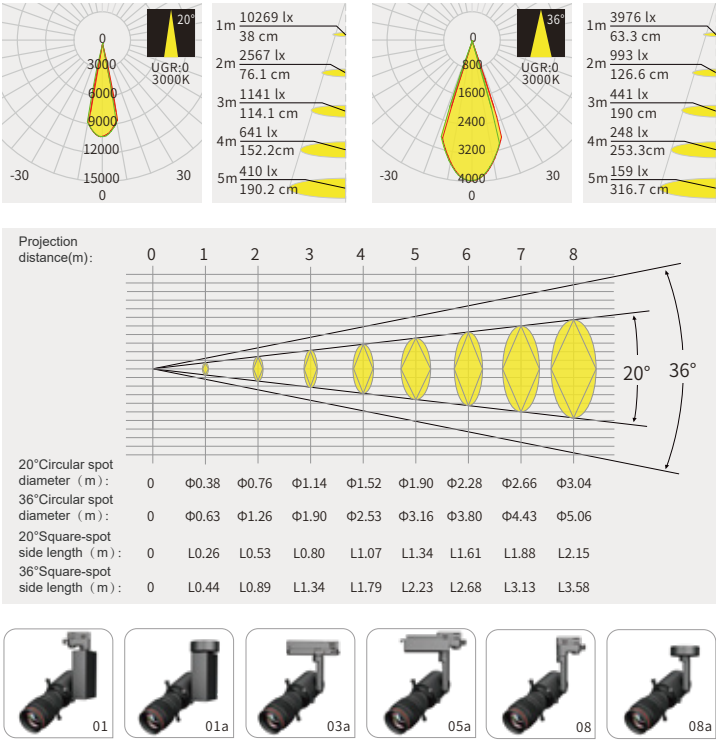 20°
0
3000
6000
9000
12000
15000
0
-30
30
UGR:0
3000K
1m 10269 lx
38 cm
2m 2567 lx
76.1 cm
3m 1141 lx
114.1 cm
4m 641 lx
152.2cm
5m 410 lx
190.2 cm
36°
0
800
1600
2400
3200
4000
0
-30
30
UGR:0
3000K
1m 3976 lx
63.3 cm
2m 993 lx
126.6 cm
3m 441 lx
190 cm
4m 248 lx
253.3cm
5m 159 lx
316.7 cm
Projection
distance(m): 0 1 2 3 4 5 6 7 8
20° 36°
20°Circular spot
diameter（m）: 0 Φ0.38 Φ0.76 Φ1.14 Φ1.52 Φ1.90 Φ2.28 Φ2.66 Φ3.04
36°Circular spot
diameter（m）: 0 Φ0.63 Φ1.26 Φ1.90 Φ2.53 Φ3.16 Φ3.80 Φ4.43 Φ5.06
20°Square-spot
side length（m）: 0 L0.26 L0.53 L0.80 L1.07 L1.34 L1.61 L1.88 L2.15
36°Square-spot
side length（m）: 0 L0.44 L0.89 L1.34 L1.79 L2.23 L2.68 L3.13 L3.58
01 01a 03a 05a 08 08a